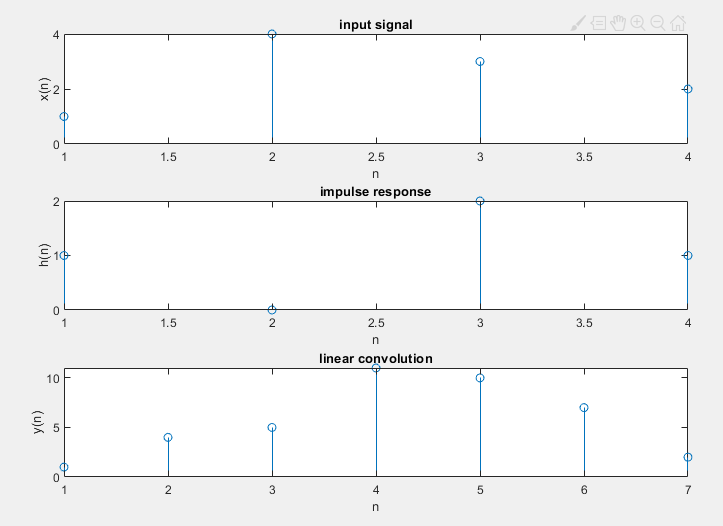 input signal
4
2
0
x(n)
1 1.5 2 2.5 3 3.5 4
n
impulse response
2
1
0
h(n)
1 1.5 2 2.5 3 3.5 4
n
linear convolution
10
5
0
y(n)
1 2 3 4 5 6 7
n